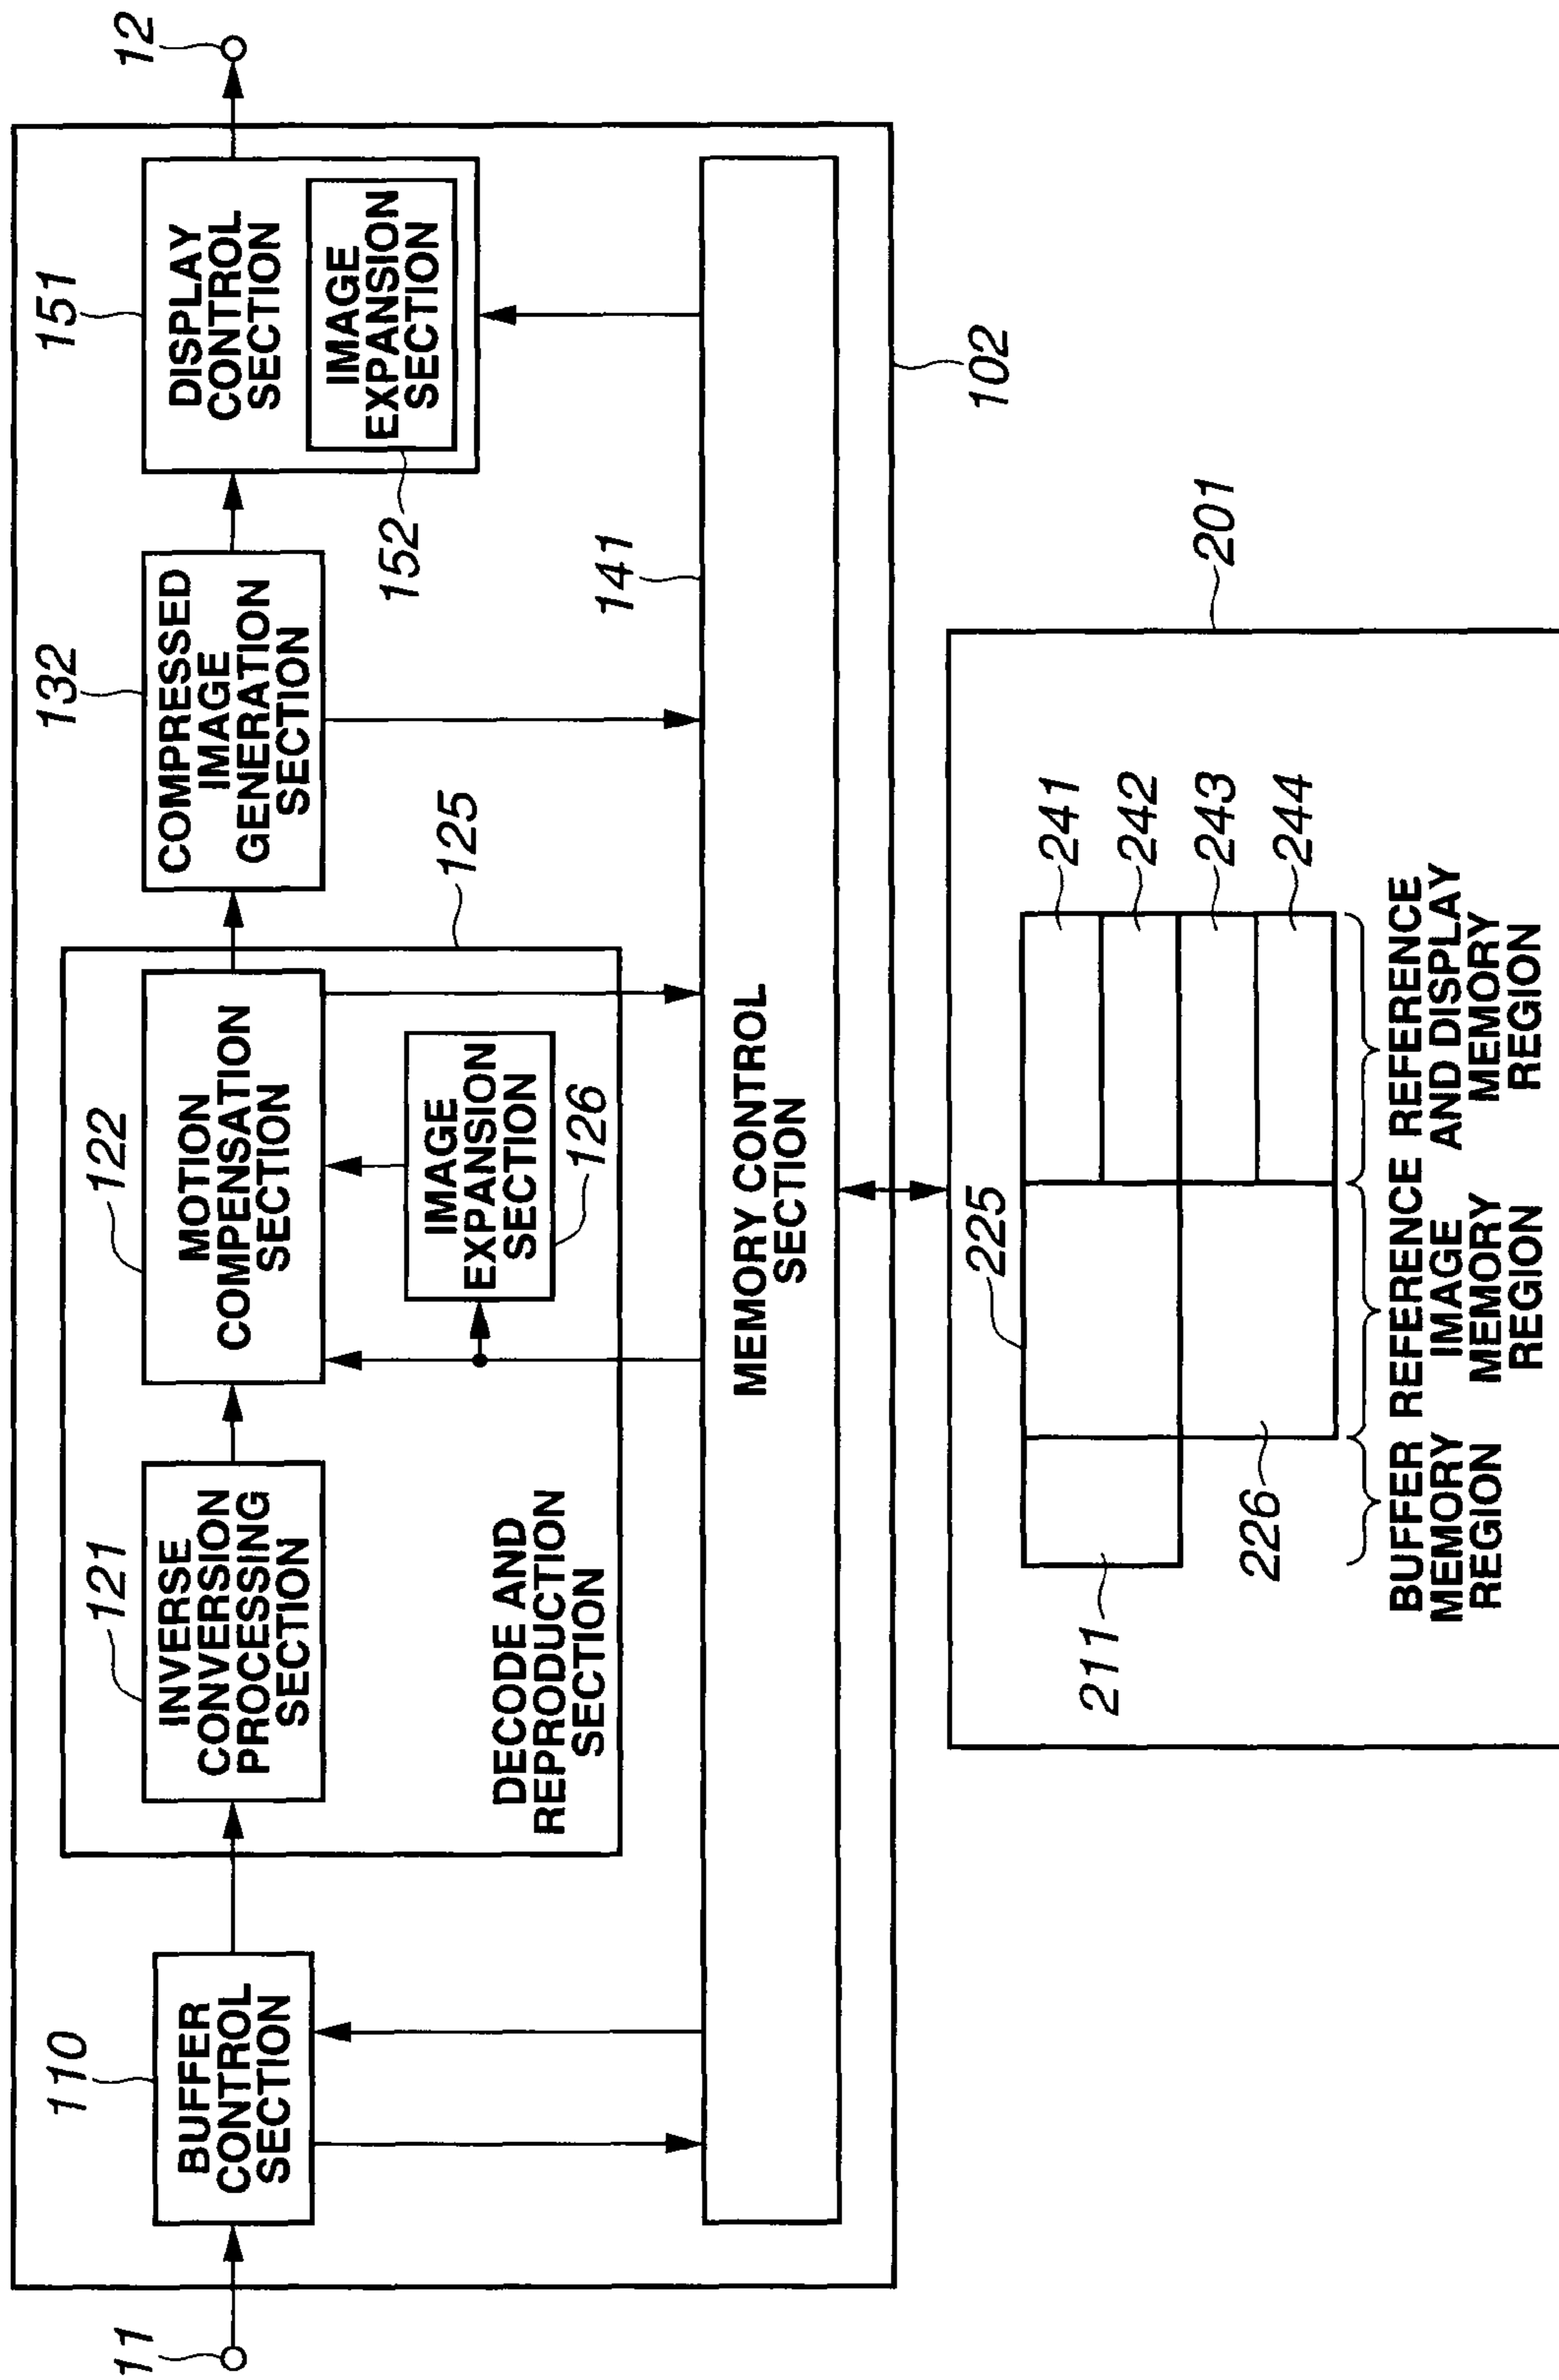 11
110
BUFFER
CONTROL
SECTION
121
INVERSE
CONVERSION
PROCESSING
SECTION
122
MOTION
COMPENSATION
SECTION
IMAGE
EXPANSION
SECTION
126
DECODE AND
REPRODUCTION
SECTION
125
132
COMPRESSED
IMAGE
GENERATION
SECTION
151
DISPLAY
CONTROL
SECTION
IMAGE
EXPANSION
SECTION
152
12
141
MEMORY CONTROL
SECTION
102
201
211
225
226
241
242
243
244
BUFFER
MEMORY
REGION
REFERENCE
IMAGE
MEMORY
REGION
REFERENCE
AND DISPLAY
MEMORY
REGION